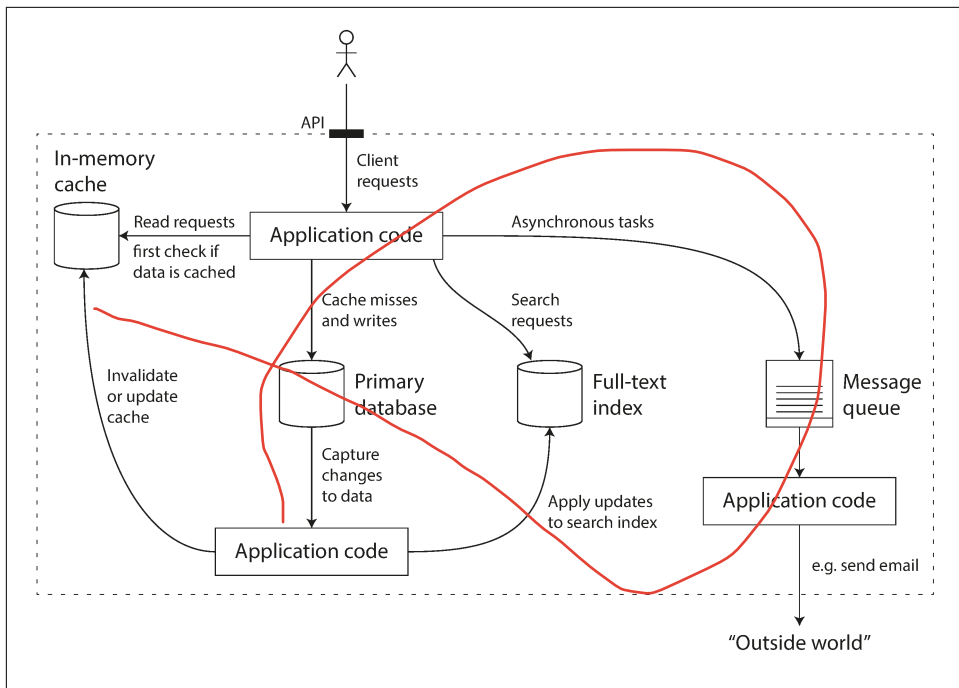 API
Client
requests
In-memory
cache
Read requests
first check if
data is cached
Application code
Asynchronous tasks
Cache misses
and writes
Search
requests
Invalidate
or update
cache
Primary
database
Full-text
index
Message
queue
Capture
changes
to data
Apply updates
to search index
Application code
Application code
e.g. send email
“Outside world”